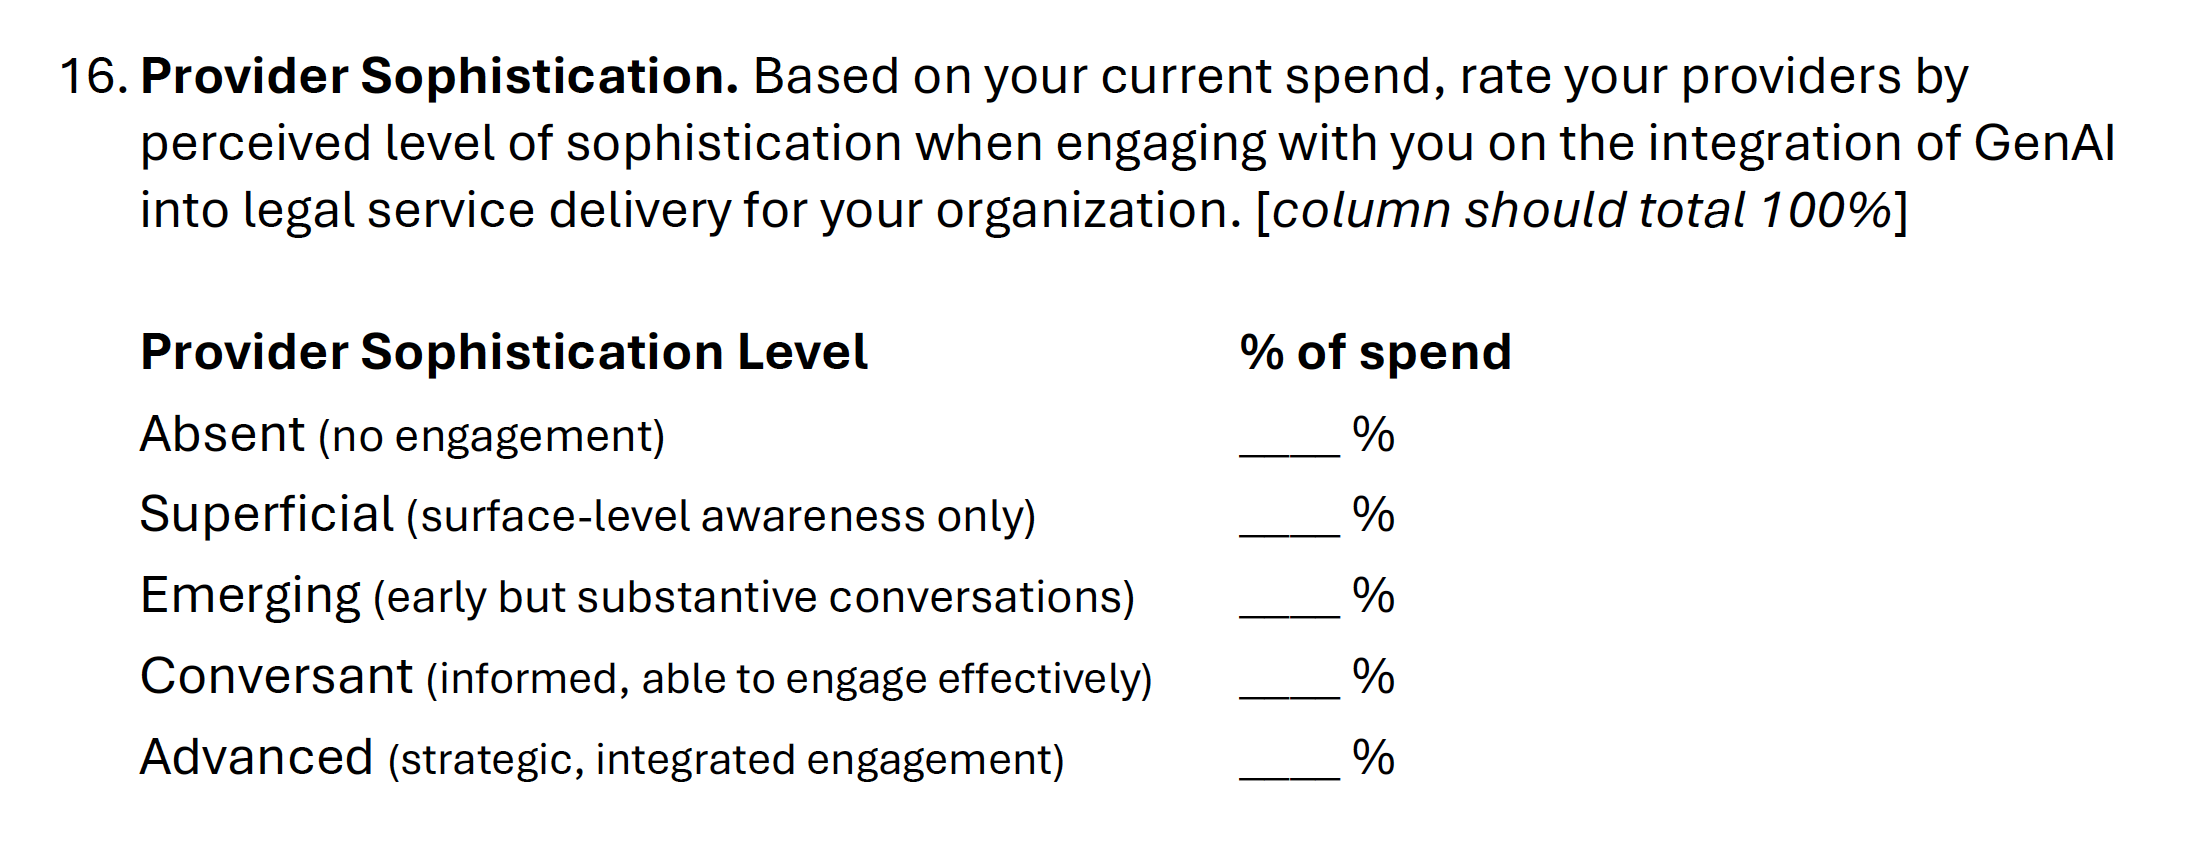 16. Provider Sophistication. Based on your current spend, rate your providers by
perceived level of sophistication when engaging with you on the integration of GenAI
into legal service delivery for your organization. [column should total 100%]
Provider Sophistication Level % of spend
Absent (no engagement) ____ %
Superficial (surface-level awareness only) ____ %
Emerging (early but substantive conversations) ____ %
Conversant (informed, able to engage effectively) ____ %
Advanced (strategic, integrated engagement) ____ %